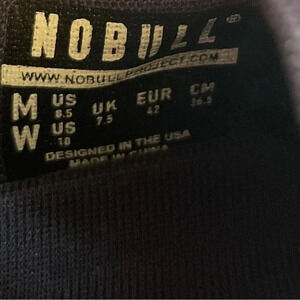 NOBULL®
WWW.NOBULLPROJECT.COM
M US 8.5 UK 7.5 EUR 42 CM 26.5
W US 10
DESIGNED IN THE USA
MADE IN CHINA